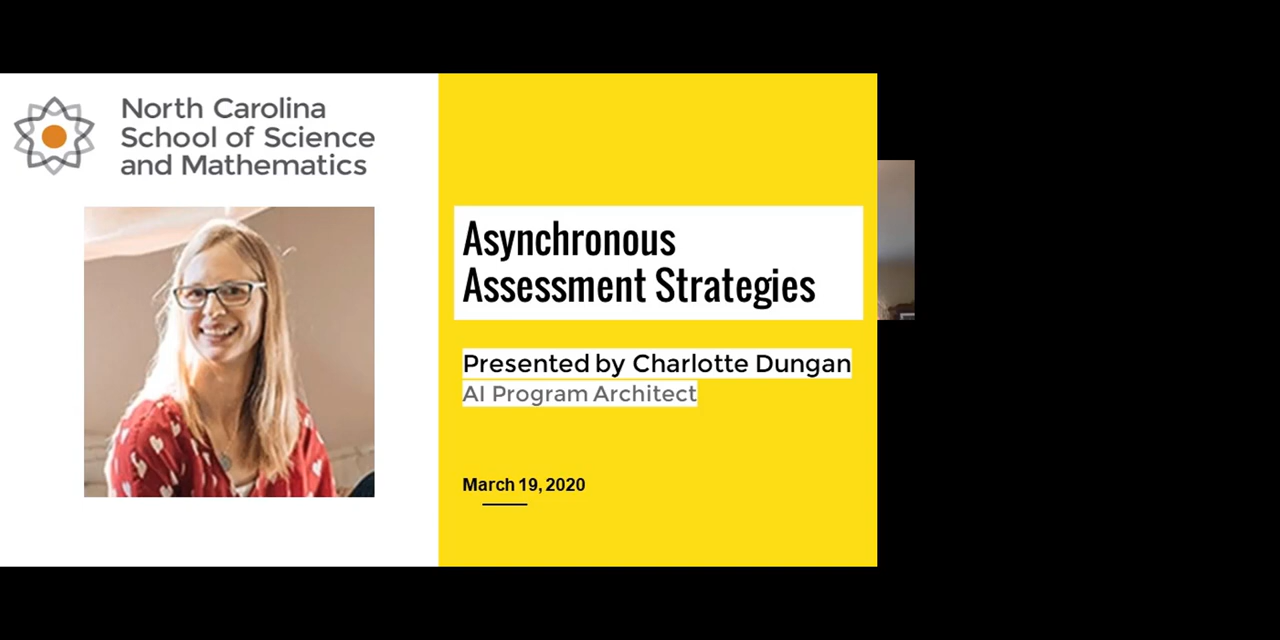 North Carolina
School of Science
and Mathematics
Asynchronous
Assessment Strategies
Presented by Charlotte Dungan
AI Program Architect
March 19, 2020